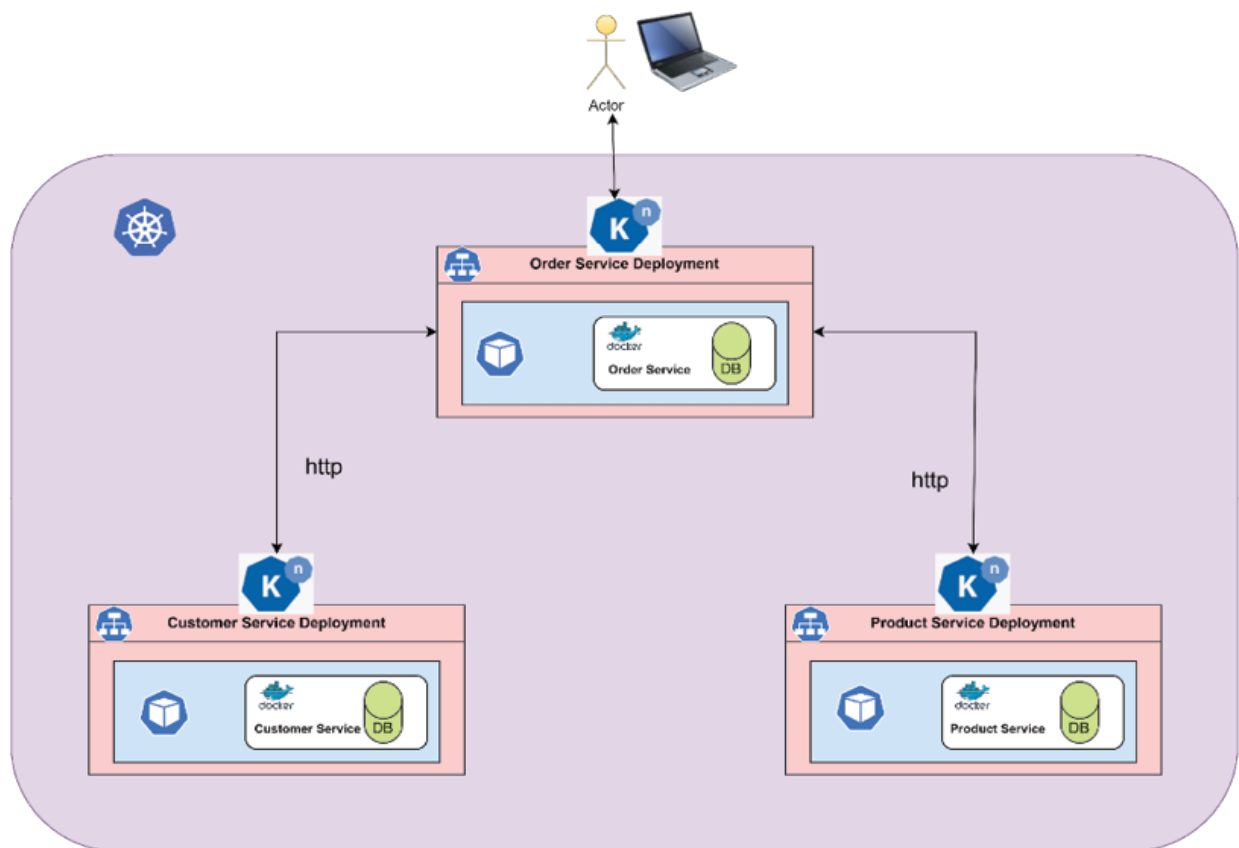 Actor
K n
Order Service Deployment
docker
Order Service
DB
http
http
K n
Customer Service Deployment
docker
Customer Service
DB
K n
Product Service Deployment
docker
Product Service
DB